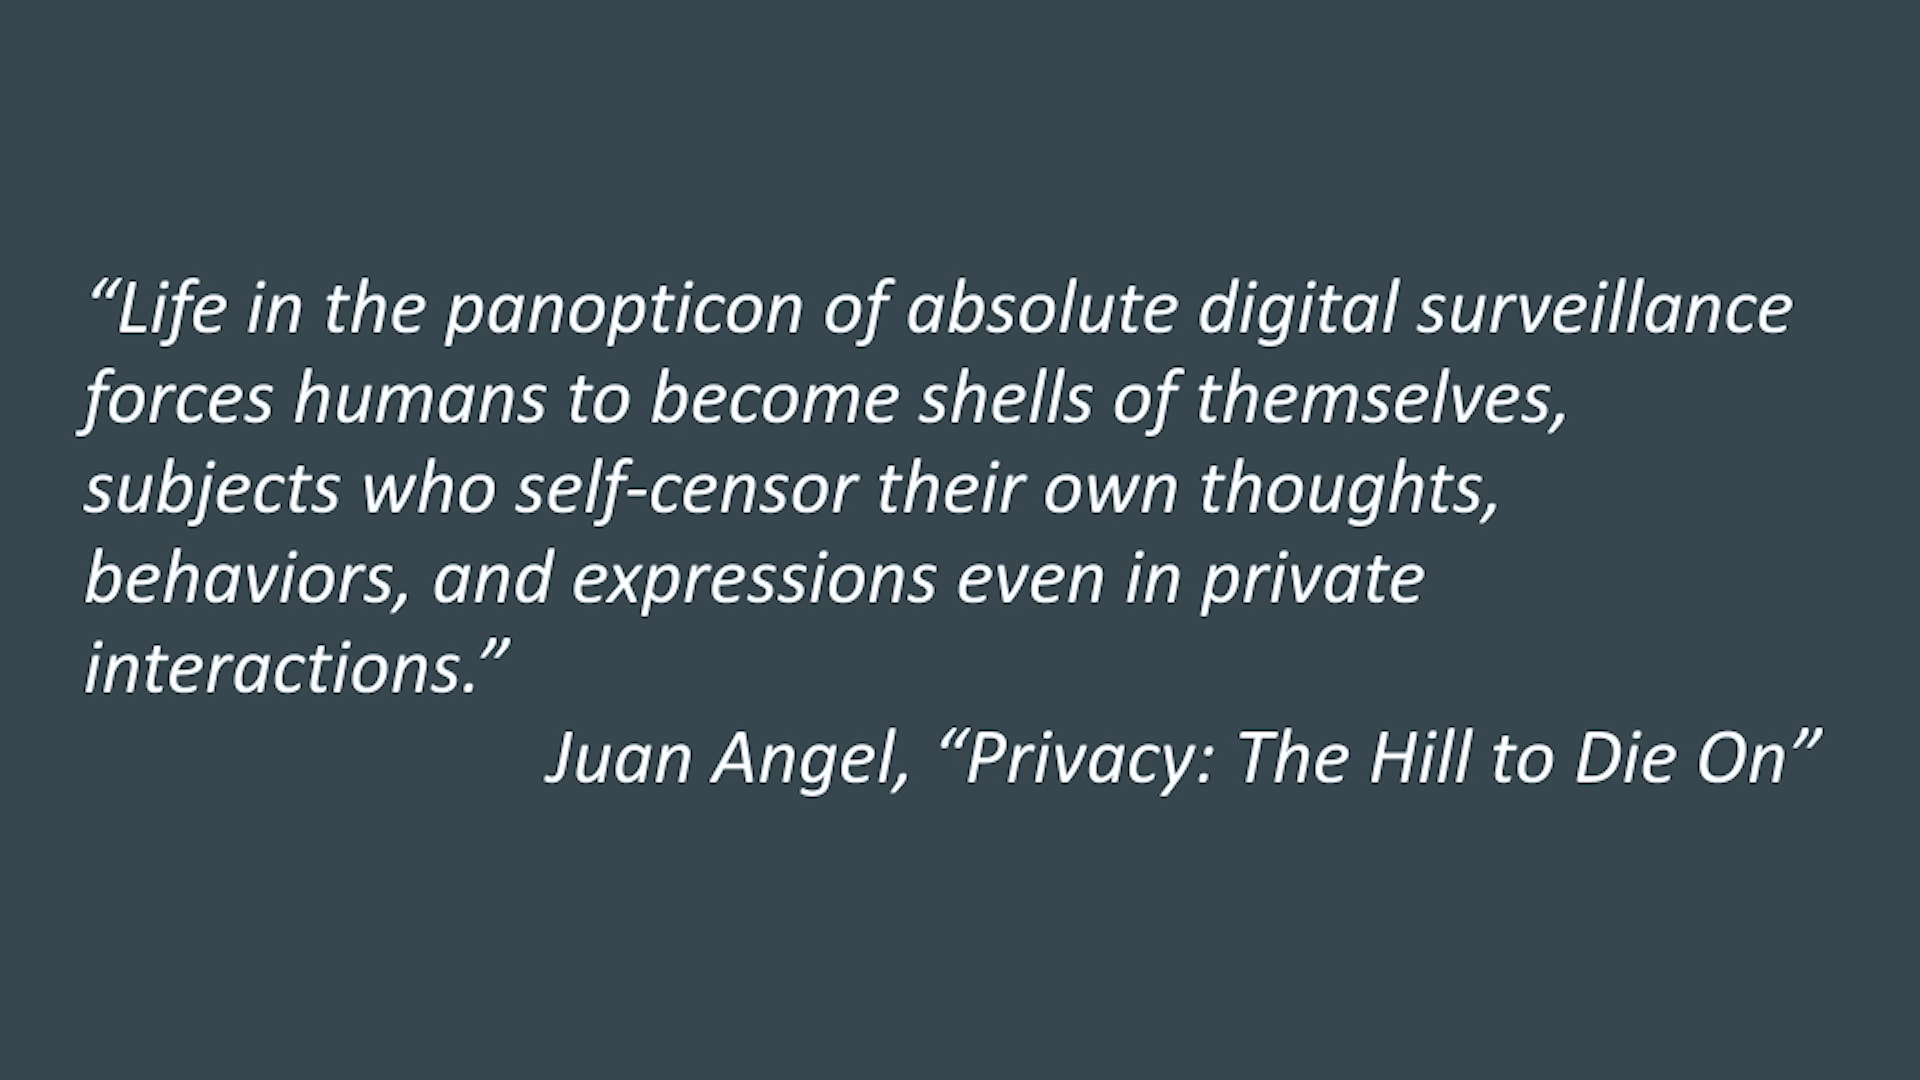 “Life in the panopticon of absolute digital surveillance
forces humans to become shells of themselves,
subjects who self-censor their own thoughts,
behaviors, and expressions even in private
interactions.”
Juan Angel, “Privacy: The Hill to Die On”